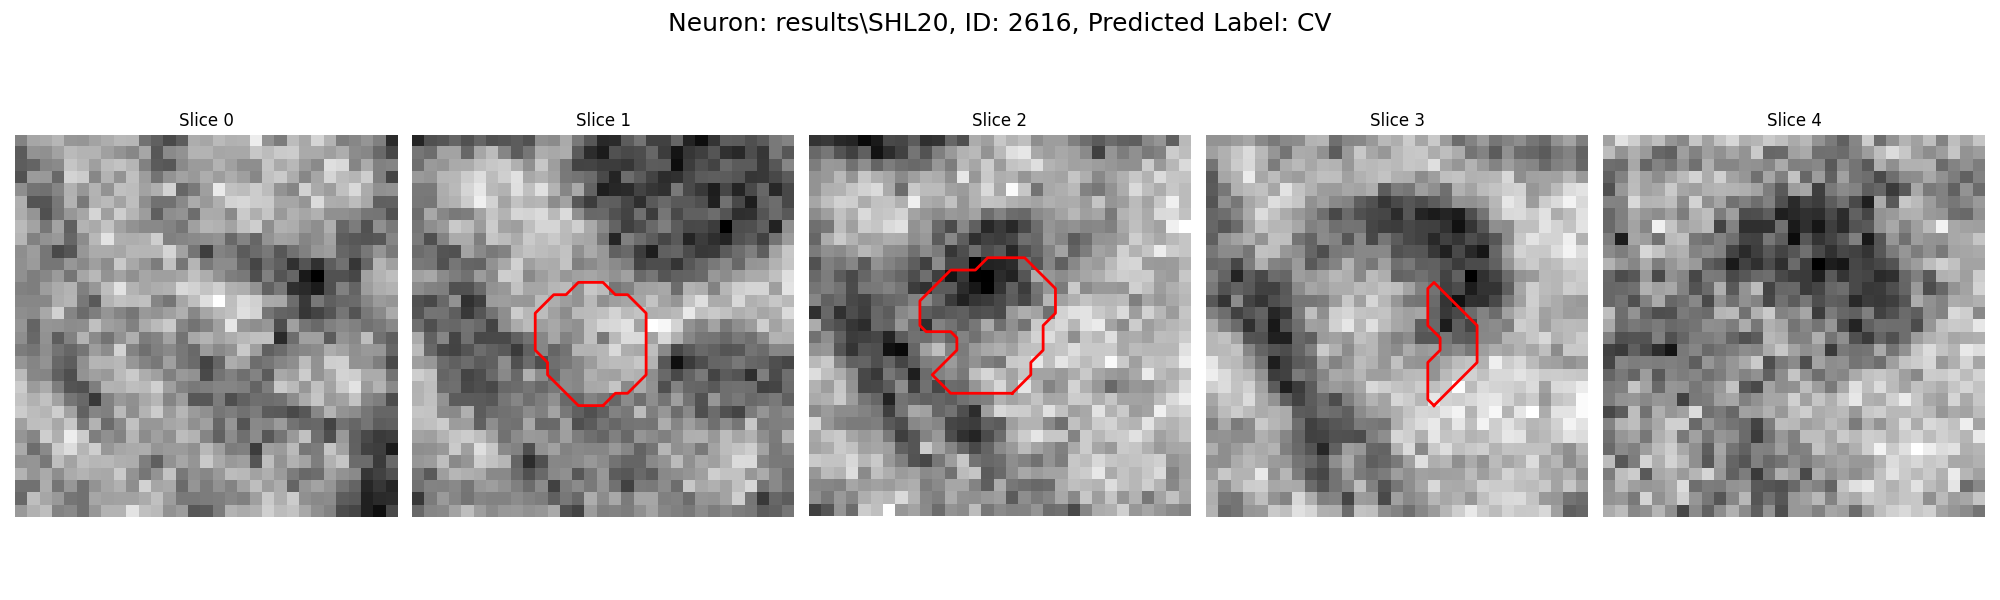 Neuron: results\SHL20, ID: 2616, Predicted Label: CV
Slice 0
Slice 1
Slice 2
Slice 3
Slice 4